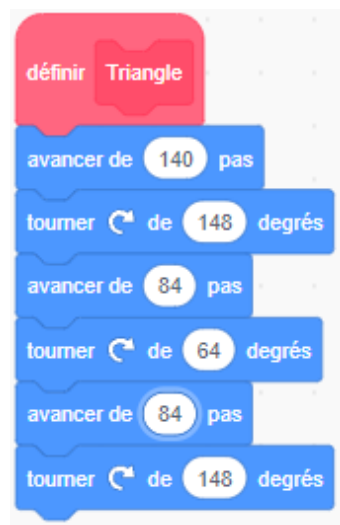 définir Triangle
avancer de 140 pas
tourner de 148 degrés
avancer de 84 pas
tourner de 64 degrés
avancer de 84 pas
tourner de 148 degrés